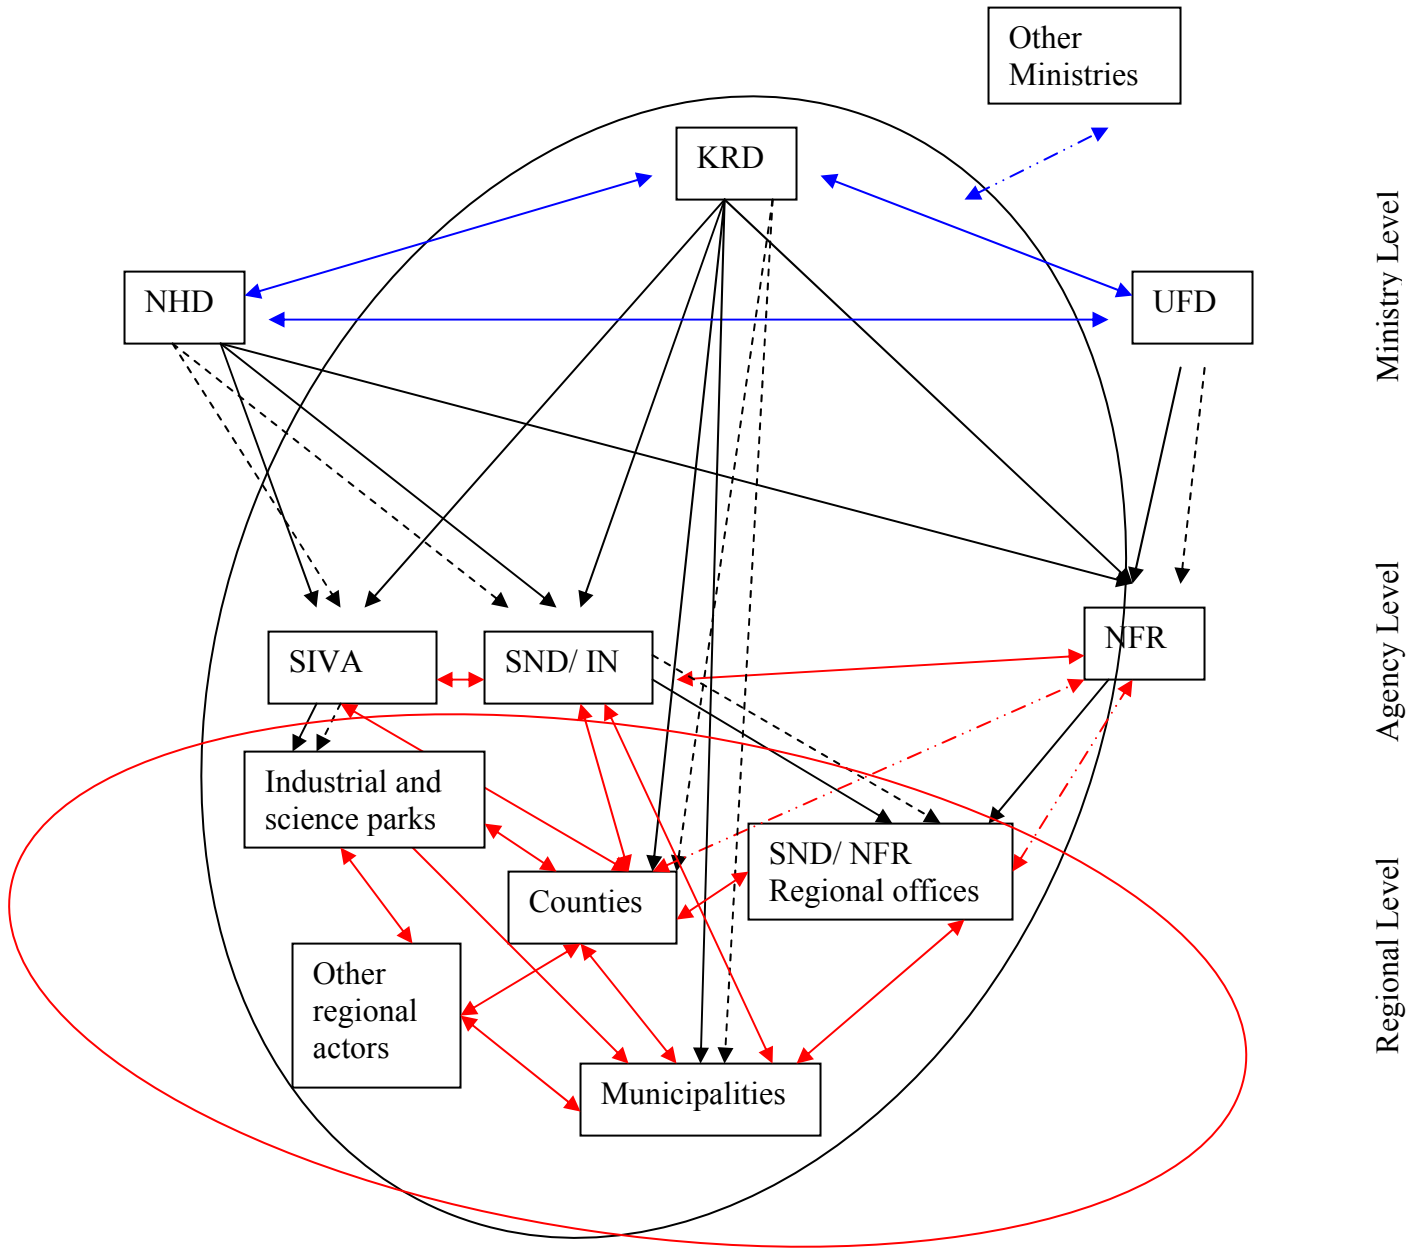 Other
Ministries
KRD
NHD
UFD
Ministry Level
SIVA
SND/ IN
NFR
Agency Level
Industrial and
science parks
SND/ NFR
Regional offices
Counties
Other
regional
actors
Municipalities
Regional Level